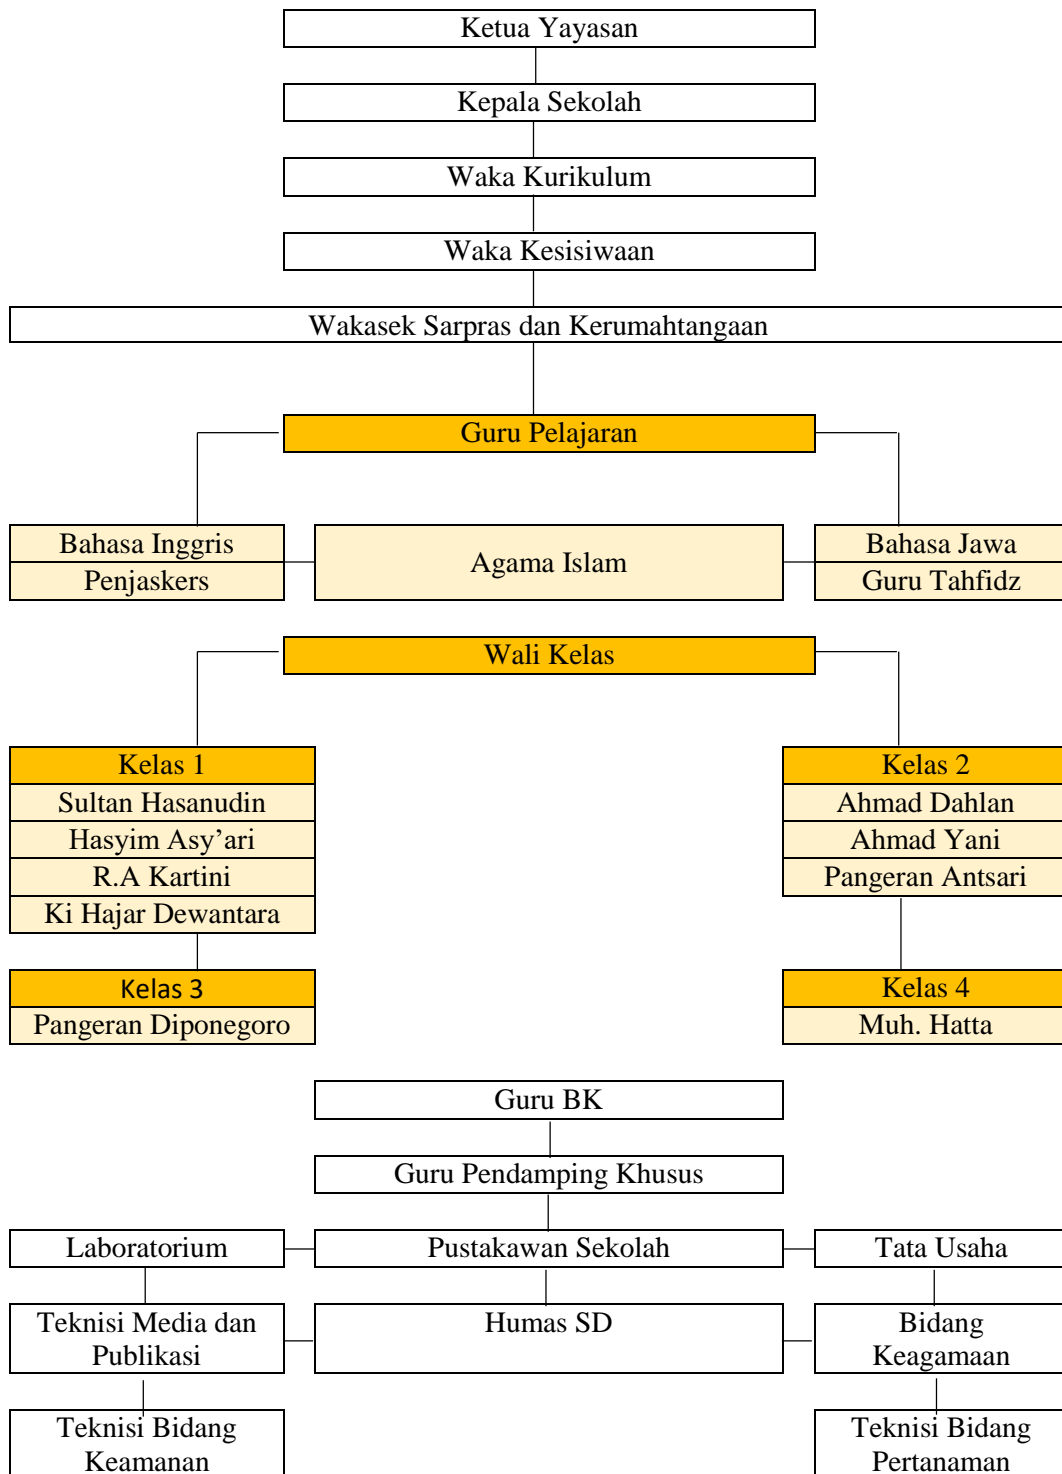 Ketua Yayasan
Kepala Sekolah
Waka Kurikulum
Waka Kesisiwaan
Wakasek Sarpras dan Kerumahtangaan
Guru Pelajaran
Bahasa Inggris
Penjaskers
Agama Islam
Bahasa Jawa
Guru Tahfidz
Wali Kelas
Kelas 1
Sultan Hasanudin
Hasyim Asy’ari
R.A Kartini
Ki Hajar Dewantara
Kelas 2
Ahmad Dahlan
Ahmad Yani
Pangeran Antsari
Kelas 3
Pangeran Diponegoro
Kelas 4
Muh. Hatta
Guru BK
Guru Pendamping Khusus
Laboratorium
Pustakawan Sekolah
Tata Usaha
Teknisi Media dan
Publikasi
Humas SD
Bidang
Keagamaan
Teknisi Bidang
Keamanan
Teknisi Bidang
Pertanaman